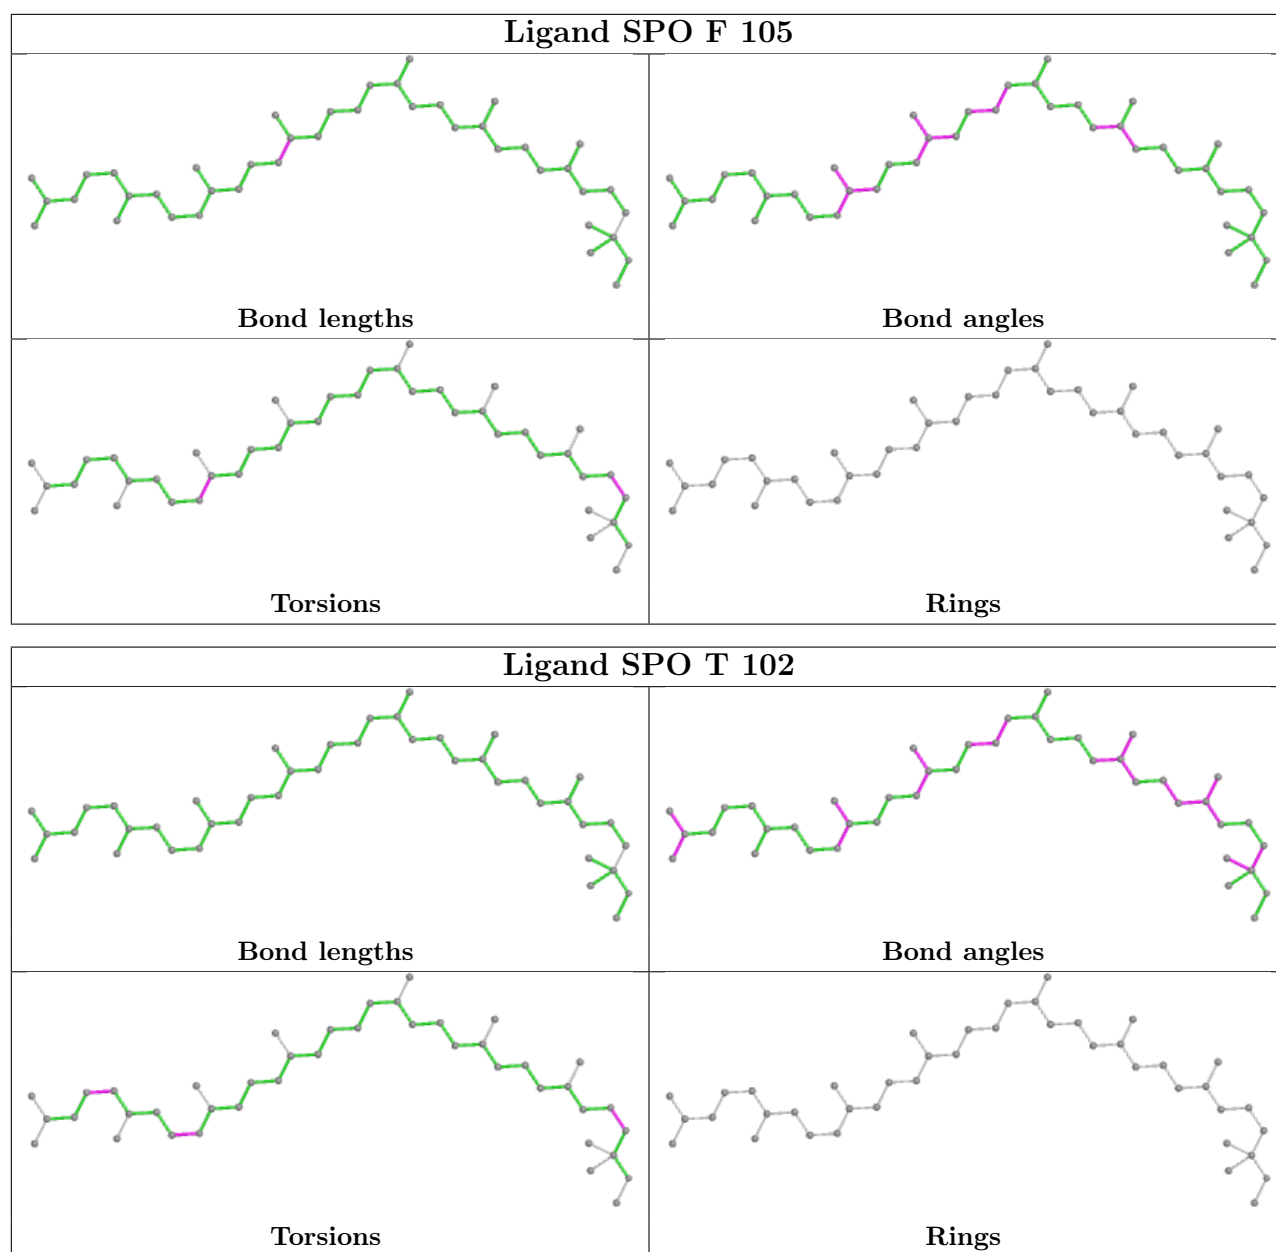 Ligand SPO F 105
Bond lengths
Bond angles
Torsions
Rings
Ligand SPO T 102
Bond lengths
Bond angles
Torsions
Rings